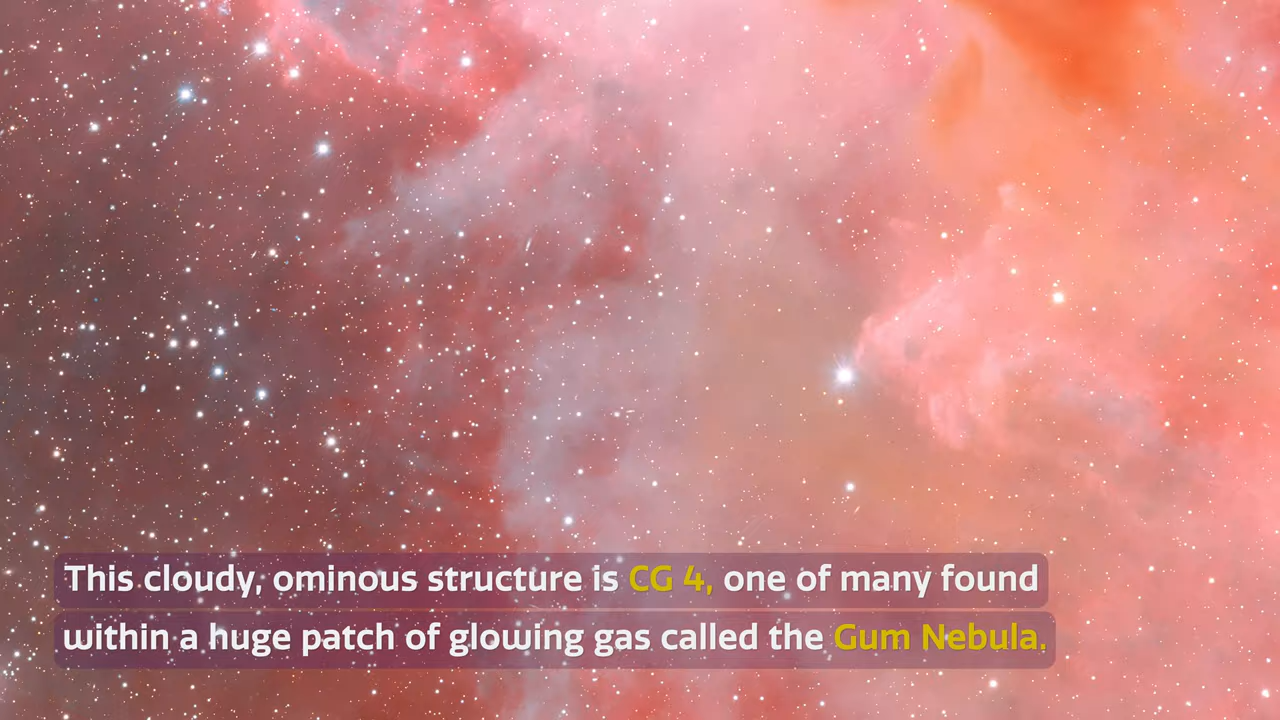 This cloudy, ominous structure is CG 4, one of many found
within a huge patch of glowing gas called the Gum Nebula.